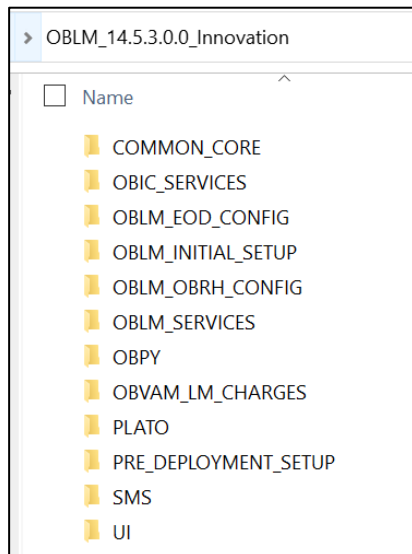 OBLM_14.5.3.0.0_Innovation
Name
COMMON_CORE
OBIC_SERVICES
OBLM_EOD_CONFIG
OBLM_INITIAL_SETUP
OBLM_OBRH_CONFIG
OBLM_SERVICES
OBPY
OBVAM_LM_CHARGES
PLATO
PRE_DEPLOYMENT_SETUP
SMS
UI